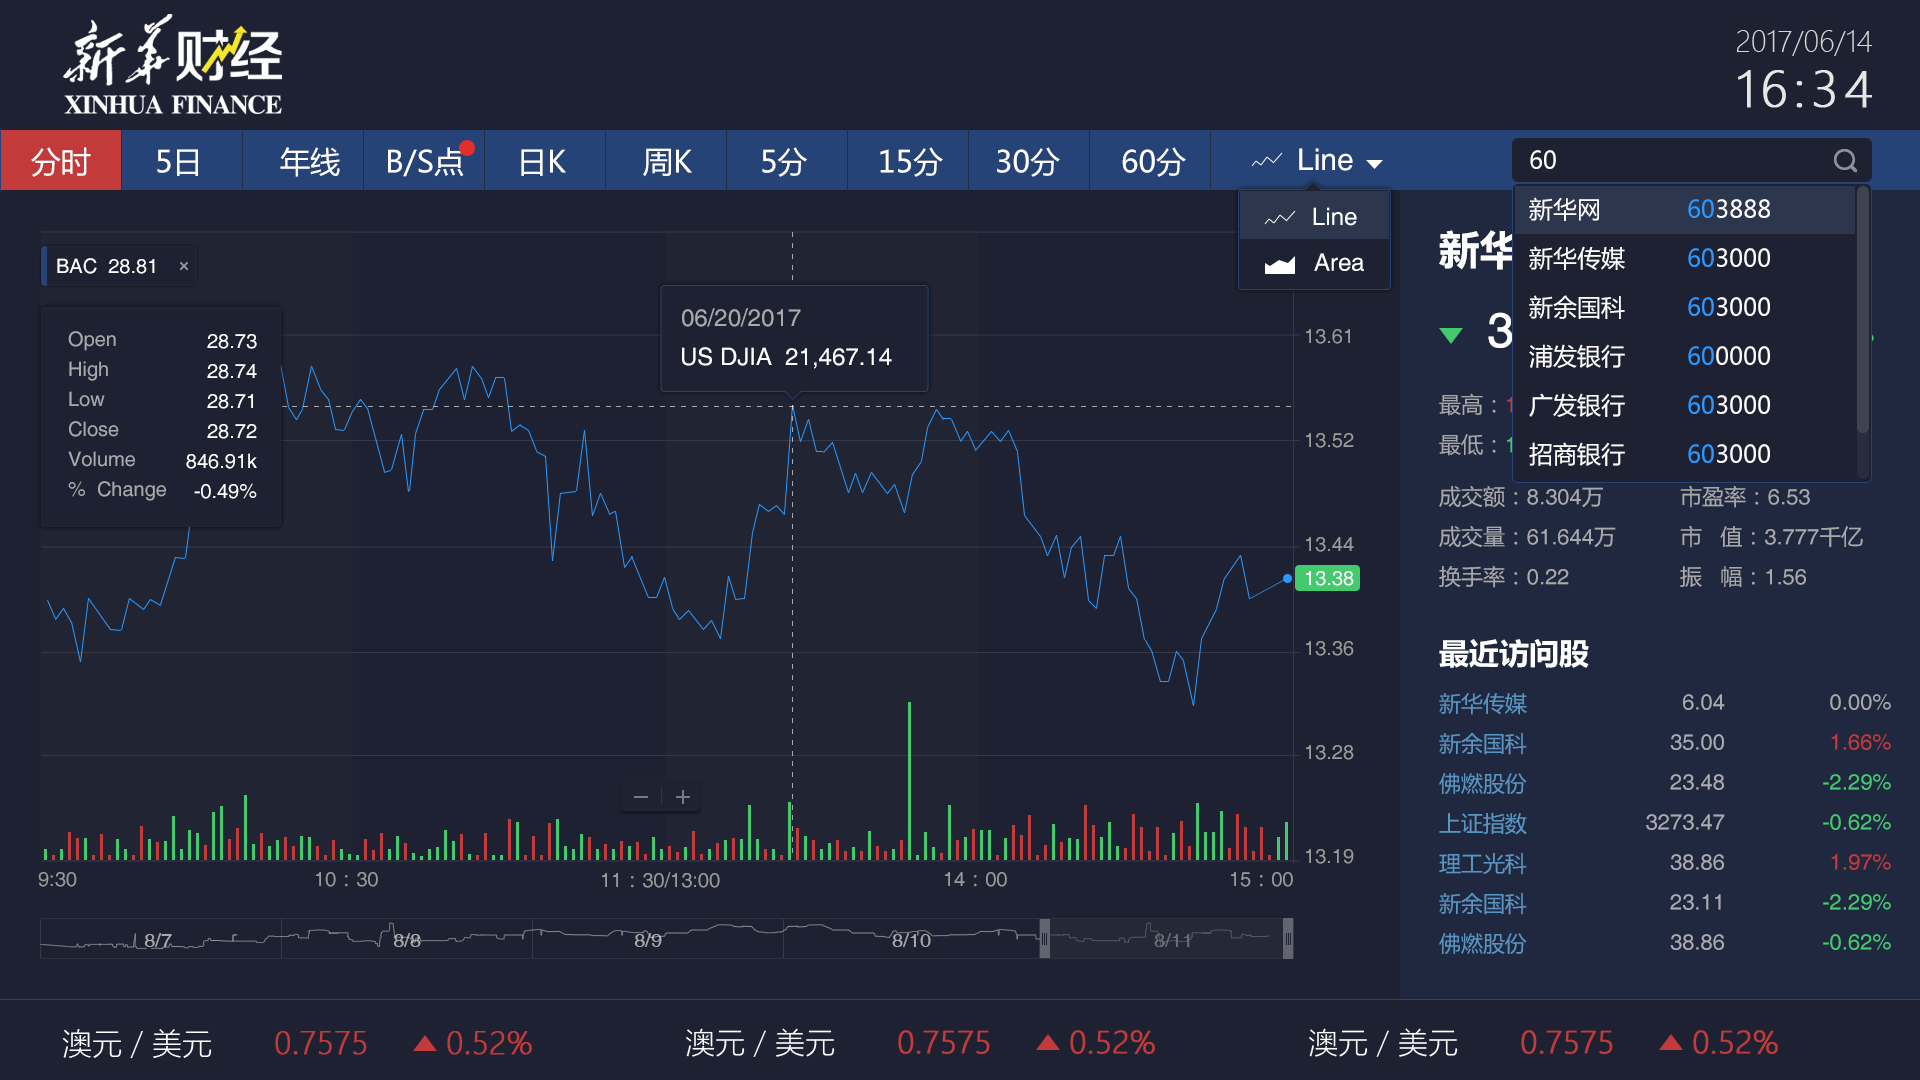 新华财经
XINHUA FINANCE
2017/06/14
16:34
分时 5日 年线 B/S点 日K 周K 5分 15分 30分 60分 Line
60
Line
Area
新华网 603888
新华传媒 603000
新余国科 603000
浦发银行 600000
广发银行 603000
招商银行 603000
BAC 28.81 ×
Open 28.73
High 28.74
Low 28.71
Close 28.72
Volume 846.91k
% Change -0.49%
06/20/2017
US DJIA 21,467.14
13.61
13.52
13.44
13.38
13.36
13.28
13.19
9:30 10：30 11：30/13:00 14：00 15：00
8/7 8/8 8/9 8/10 8/11
新华
3
最高：1
最低：1
成交额：8.304万 市盈率：6.53
成交量：61.644万 市 值：3.777千亿
换手率：0.22 振 幅：1.56
最近访问股
新华传媒 6.04 0.00%
新余国科 35.00 1.66%
佛燃股份 23.48 -2.29%
上证指数 3273.47 -0.62%
理工光科 38.86 1.97%
新余国科 23.11 -2.29%
佛燃股份 38.86 -0.62%
澳元 / 美元 0.7575 ▲ 0.52% 澳元 / 美元 0.7575 ▲ 0.52% 澳元 / 美元 0.7575 ▲ 0.52%